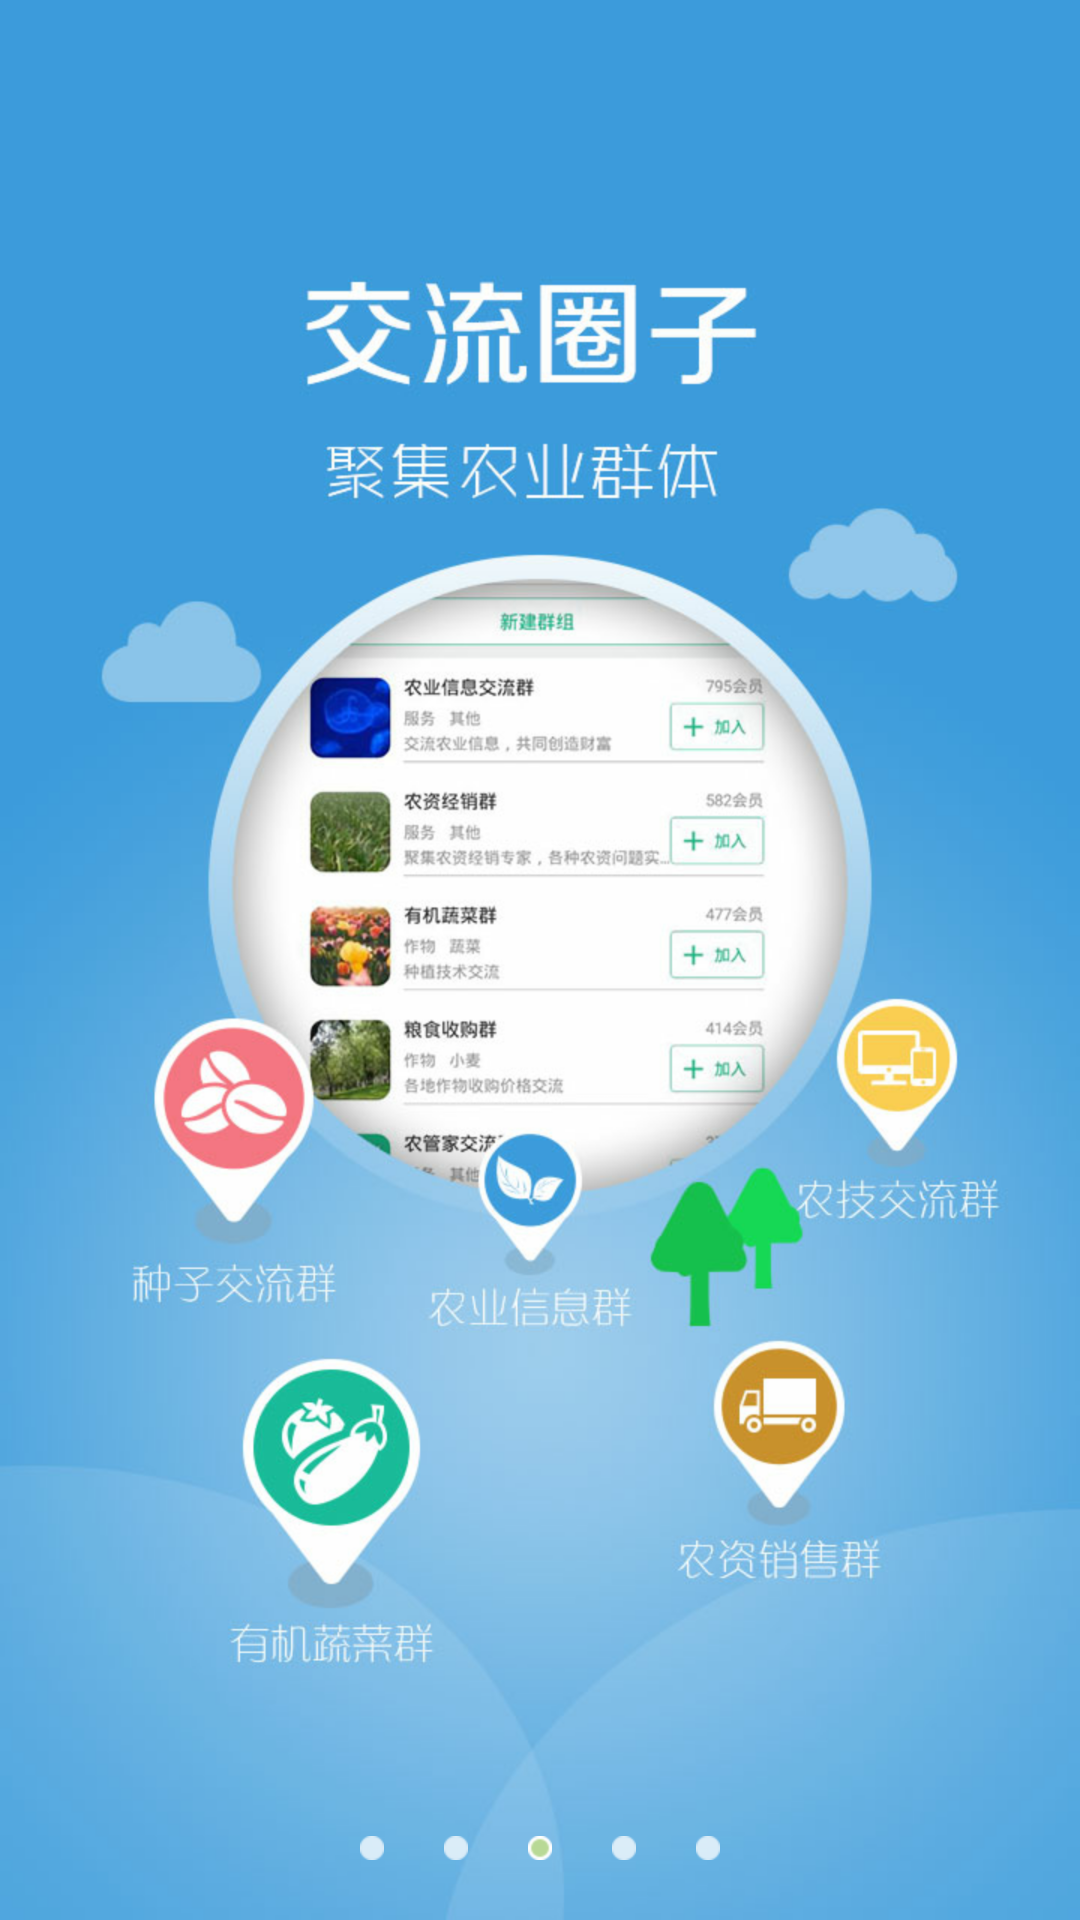 交流圈子
聚集农业群体
新建群组
农业信息交流群
795会员
服务 其他
加入
交流农业信息，共同创造财富
农资经销群
582会员
服务 其他
加入
聚集农资经销专家，各种农资问题实...
有机蔬菜群
477会员
作物 蔬菜
加入
种植技术交流
粮食收购群
414会员
作物 小麦
加入
各地作物收购价格交流
农管家交流
其他
农技交流群
种子交流群
农业信息群
农资销售群
有机蔬菜群